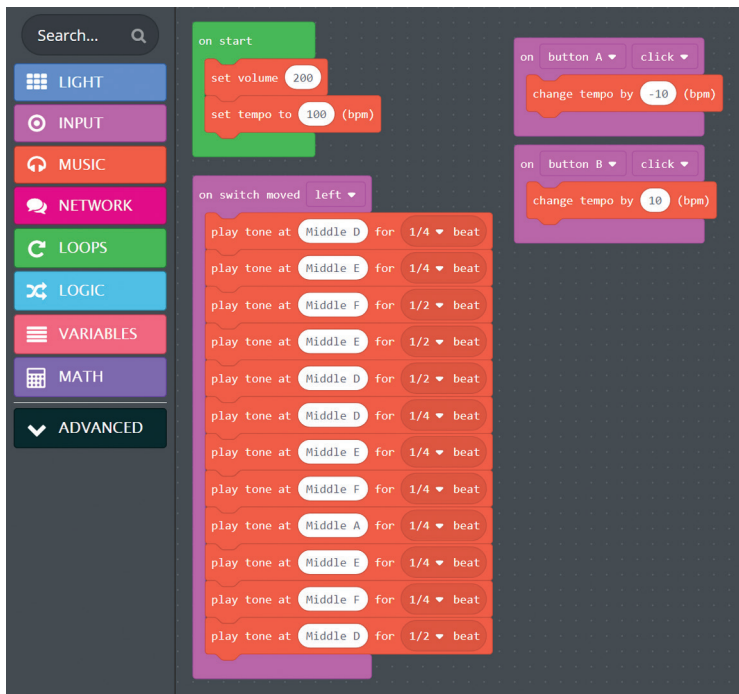 Search...
LIGHT
INPUT
MUSIC
NETWORK
LOOPS
LOGIC
VARIABLES
MATH
ADVANCED
on start
set volume 200
set tempo to 100 (bpm)
on switch moved left
play tone at Middle D for 1/4 beat
play tone at Middle E for 1/4 beat
play tone at Middle F for 1/2 beat
play tone at Middle E for 1/2 beat
play tone at Middle D for 1/2 beat
play tone at Middle D for 1/4 beat
play tone at Middle E for 1/4 beat
play tone at Middle F for 1/4 beat
play tone at Middle A for 1/4 beat
play tone at Middle E for 1/4 beat
play tone at Middle F for 1/4 beat
play tone at Middle D for 1/2 beat
on button A click
change tempo by -10 (bpm)
on button B click
change tempo by 10 (bpm)